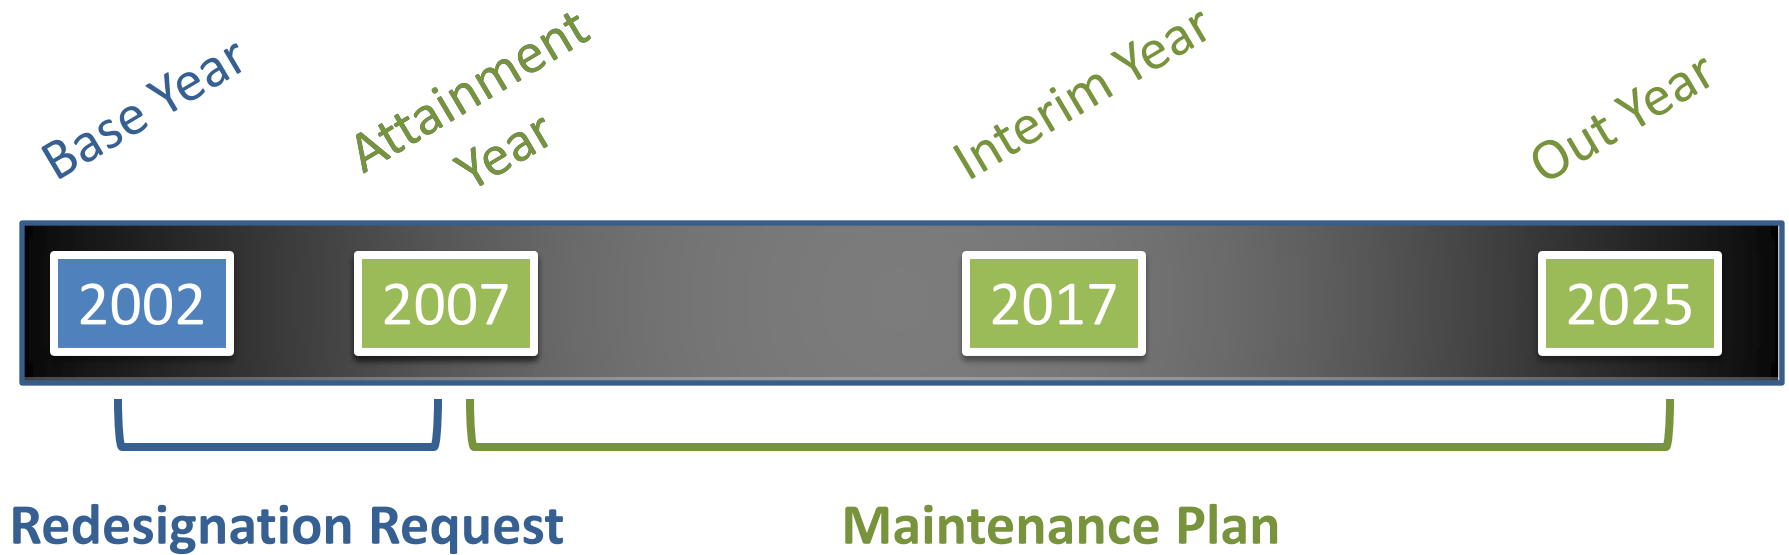 Base Year
Attainment
Year
Interim Year
Out Year
2002
2007
2017
2025
Redesignation Request
Maintenance Plan